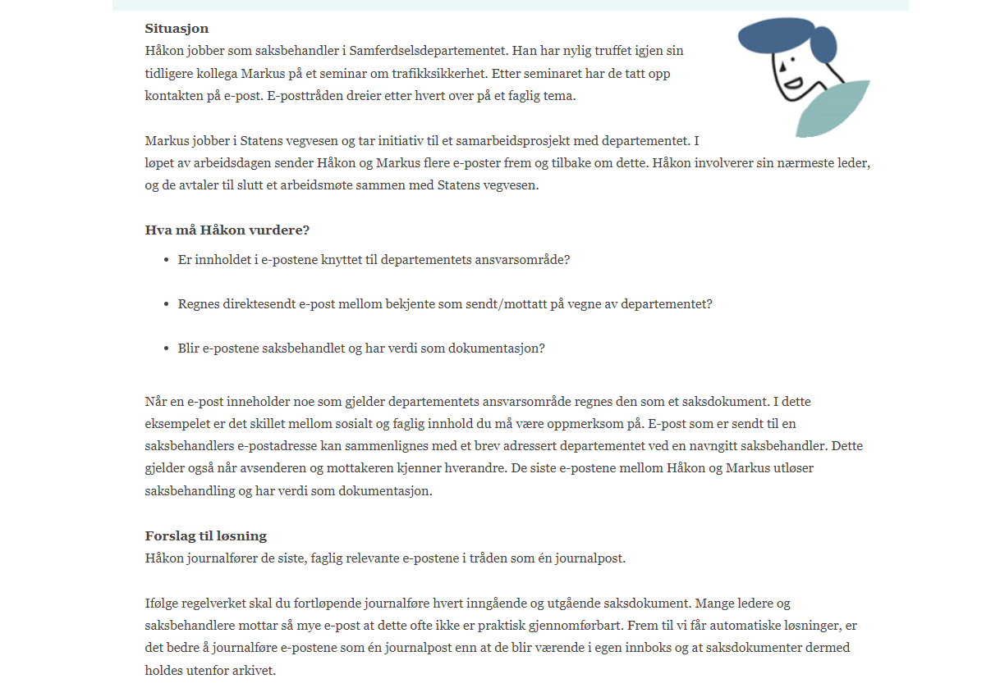 Situasjon
Håkon jobber som saksbehandler i Samferdselsdepartementet. Han har nylig truffet igjen sin
tidligere kollega Markus på et seminar om trafikksikkerhet. Etter seminaret har de tatt opp
kontakten på e-post. E-posttråden dreier etter hvert over på et faglig tema.
Markus jobber i Statens vegvesen og tar initiativ til et samarbeidsprosjekt med departementet. I
løpet av arbeidsdagen sender Håkon og Markus flere e-poster frem og tilbake om dette. Håkon involverer sin nærmeste leder,
og de avtaler til slutt et arbeidsmøte sammen med Statens vegvesen.
Hva må Håkon vurdere?
• Er innholdet i e-postene knyttet til departementets ansvarsområde?
• Regnes direktesendt e-post mellom bekjente som sendt/mottatt på vegne av departementet?
• Blir e-postene saksbehandlet og har verdi som dokumentasjon?
Når en e-post inneholder noe som gjelder departementets ansvarsområde regnes den som et saksdokument. I dette
eksempelet er det skillet mellom sosialt og faglig innhold du må være oppmerksom på. E-post som er sendt til en
saksbehandlers e-postadresse kan sammenlignes med et brev adressert departementet ved en navngitt saksbehandler. Dette
gjelder også når avsenderen og mottakeren kjenner hverandre. De siste e-postene mellom Håkon og Markus utløser
saksbehandling og har verdi som dokumentasjon.
Forslag til løsning
Håkon journalfører de siste, faglig relevante e-postene i tråden som én journalpost.
Ifølge regelverket skal du fortløpende journalføre hvert inngående og utgående saksdokument. Mange ledere og
saksbehandlere mottar så mye e-post at dette ofte ikke er praktisk gjennomførbart. Frem til vi får automatiske løsninger, er
det bedre å journalføre e-postene som én journalpost enn at de blir værende i egen innboks og at saksdokumenter dermed
holdes utenfor arkivet.